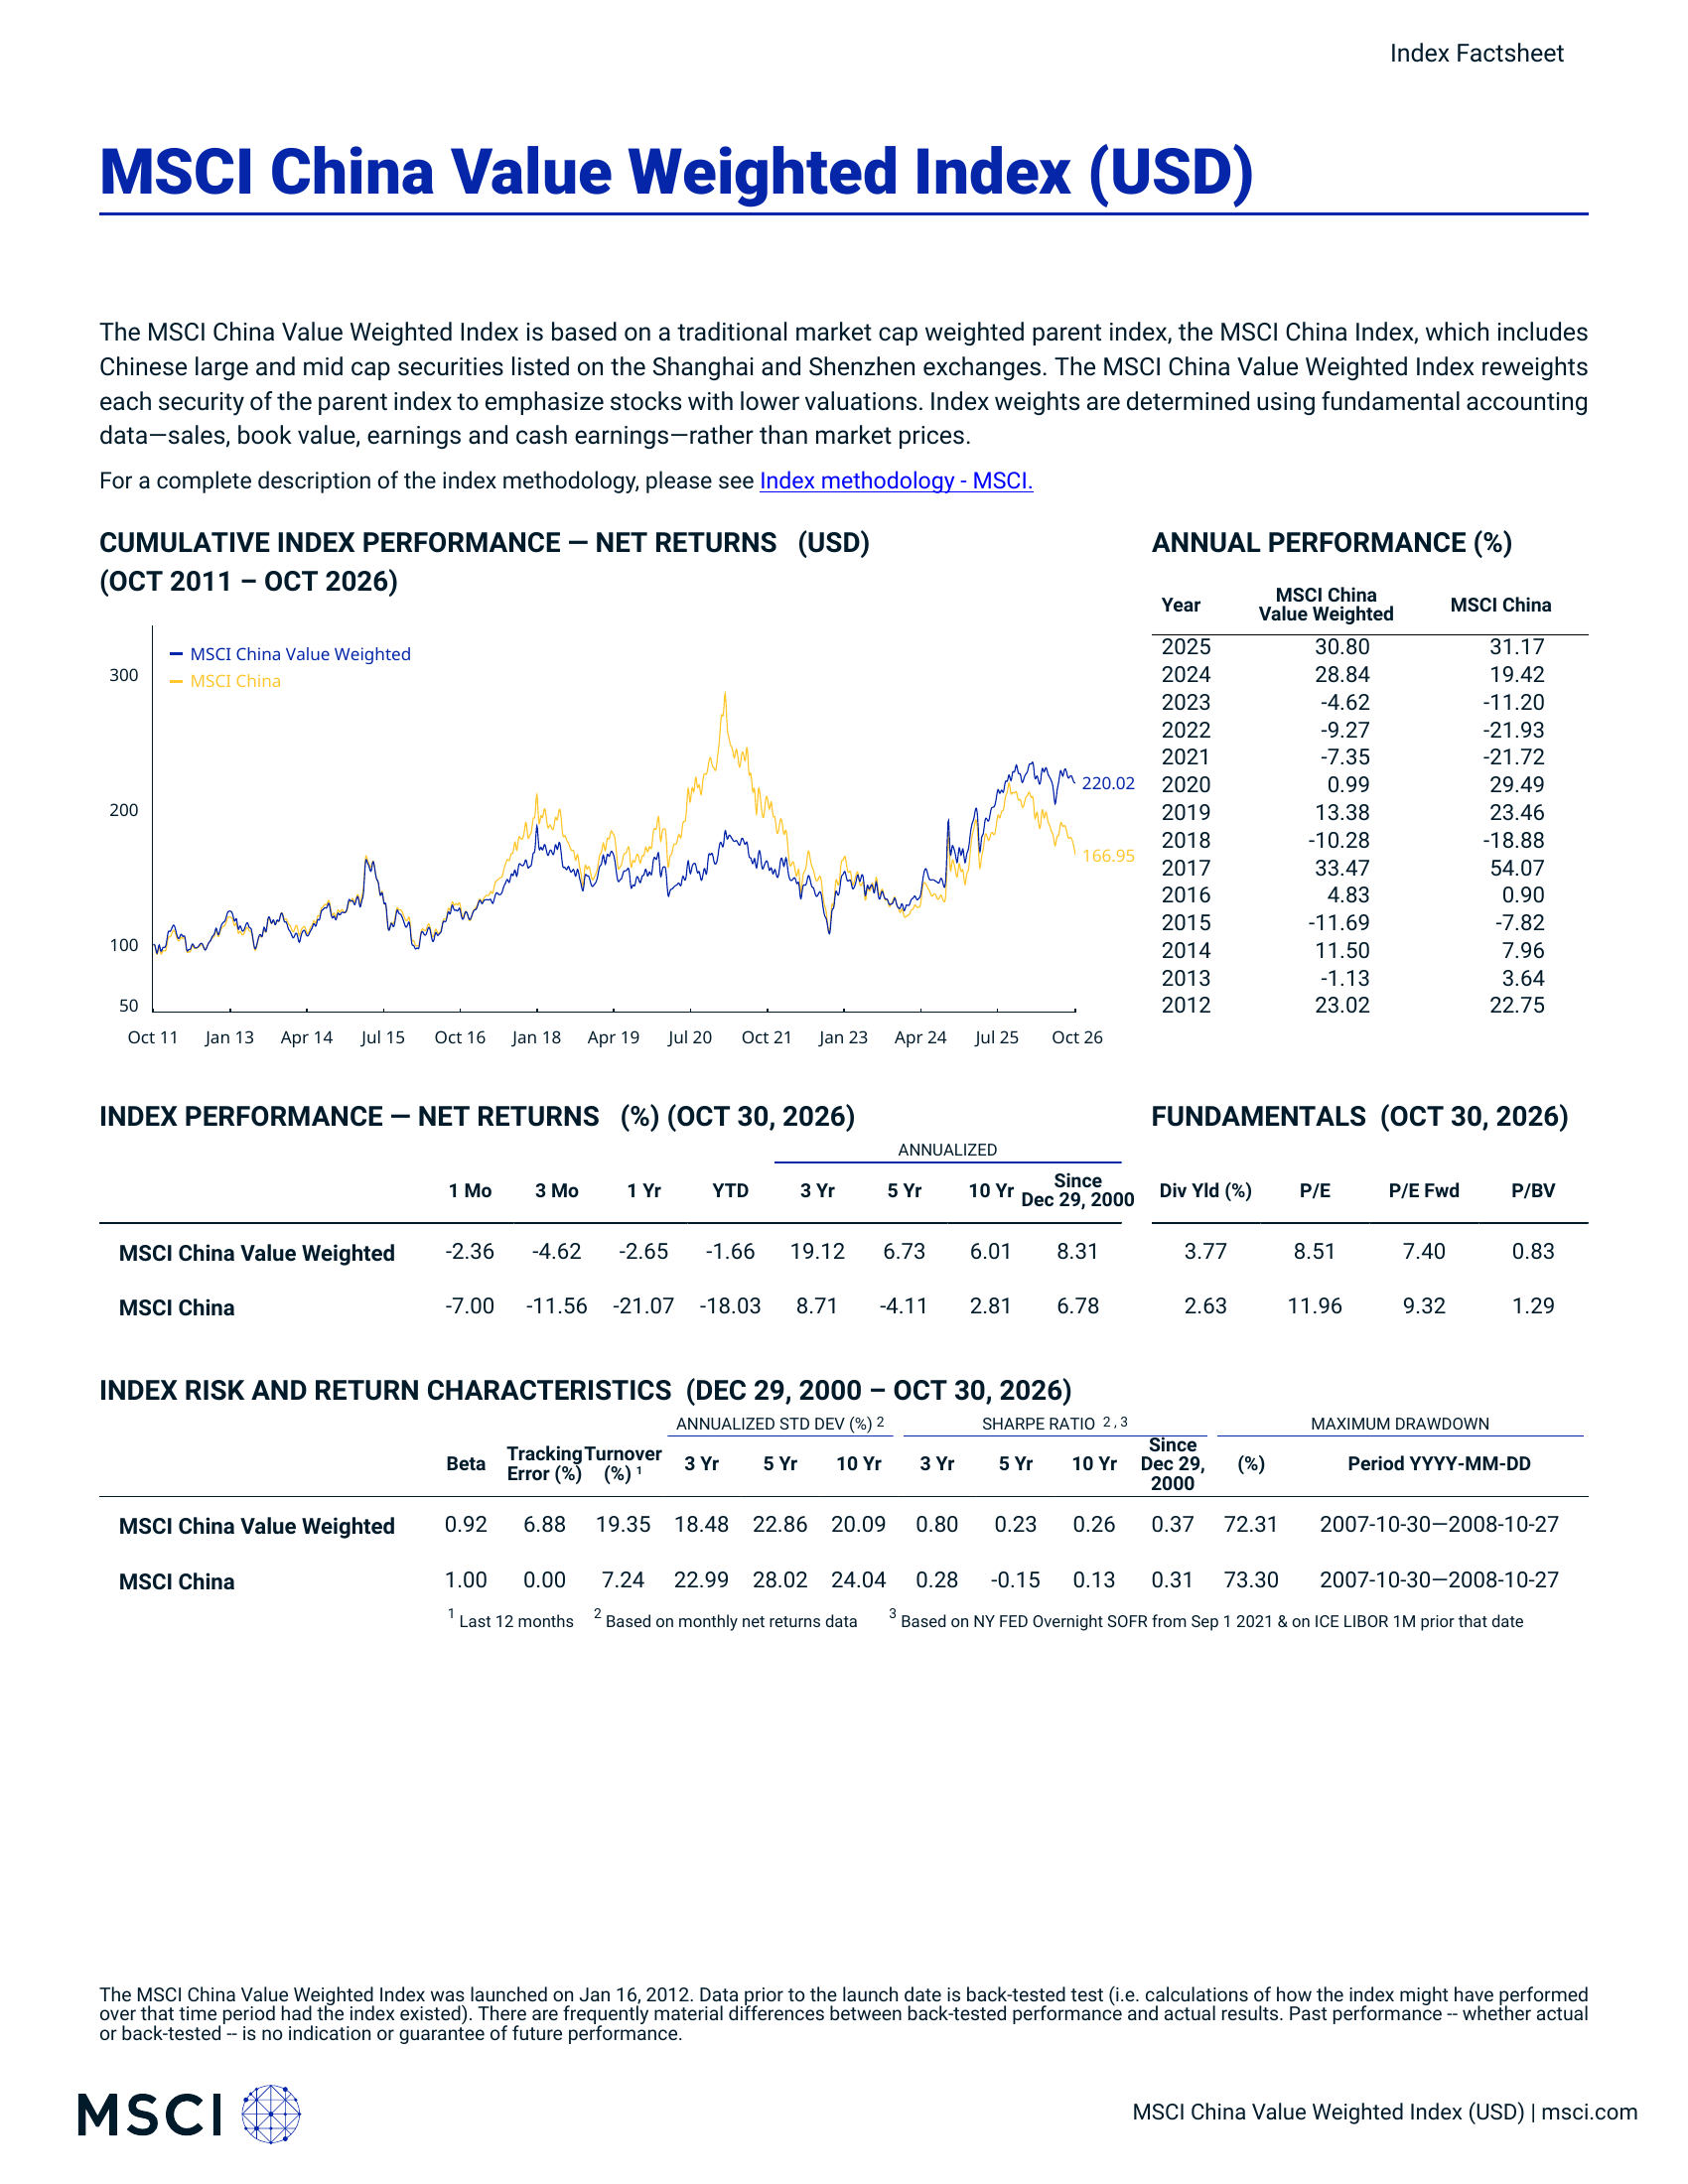 Index Factsheet
MSCI China Value Weighted Index (USD)
The MSCI China Value Weighted Index is based on a traditional market cap weighted parent index, the MSCI China Index, which includes
Chinese large and mid cap securities listed on the Shanghai and Shenzhen exchanges. The MSCI China Value Weighted Index reweights
each security of the parent index to emphasize stocks with lower valuations. Index weights are determined using fundamental accounting
data—sales, book value, earnings and cash earnings—rather than market prices.
For a complete description of the index methodology, please see Index methodology - MSCI.
CUMULATIVE INDEX PERFORMANCE — NET RETURNS (USD)
(OCT 2011 – OCT 2026)
MSCI China Value Weighted
MSCI China
300
200
100
50
220.02
166.95
Oct 11 Jan 13 Apr 14 Jul 15 Oct 16 Jan 18 Apr 19 Jul 20 Oct 21 Jan 23 Apr 24 Jul 25 Oct 26
ANNUAL PERFORMANCE (%)
Year MSCI China Value Weighted MSCI China
2025 30.80 31.17
2024 28.84 19.42
2023 -4.62 -11.20
2022 -9.27 -21.93
2021 -7.35 -21.72
2020 0.99 29.49
2019 13.38 23.46
2018 -10.28 -18.88
2017 33.47 54.07
2016 4.83 0.90
2015 -11.69 -7.82
2014 11.50 7.96
2013 -1.13 3.64
2012 23.02 22.75
INDEX PERFORMANCE — NET RETURNS (%) (OCT 30, 2026)
ANNUALIZED
1 Mo 3 Mo 1 Yr YTD 3 Yr 5 Yr 10 Yr Since Dec 29, 2000
MSCI China Value Weighted -2.36 -4.62 -2.65 -1.66 19.12 6.73 6.01 8.31
MSCI China -7.00 -11.56 -21.07 -18.03 8.71 -4.11 2.81 6.78
FUNDAMENTALS (OCT 30, 2026)
Div Yld (%) P/E P/E Fwd P/BV
3.77 8.51 7.40 0.83
2.63 11.96 9.32 1.29
INDEX RISK AND RETURN CHARACTERISTICS (DEC 29, 2000 – OCT 30, 2026)
ANNUALIZED STD DEV (%) 2 SHARPE RATIO 2 , 3 MAXIMUM DRAWDOWN
Beta Tracking Error (%) Turnover (%) 1 3 Yr 5 Yr 10 Yr 3 Yr 5 Yr 10 Yr Since Dec 29, 2000 (%) Period YYYY-MM-DD
MSCI China Value Weighted 0.92 6.88 19.35 18.48 22.86 20.09 0.80 0.23 0.26 0.37 72.31 2007-10-30—2008-10-27
MSCI China 1.00 0.00 7.24 22.99 28.02 24.04 0.28 -0.15 0.13 0.31 73.30 2007-10-30—2008-10-27
1 Last 12 months 2 Based on monthly net returns data 3 Based on NY FED Overnight SOFR from Sep 1 2021 & on ICE LIBOR 1M prior that date
The MSCI China Value Weighted Index was launched on Jan 16, 2012. Data prior to the launch date is back-tested test (i.e. calculations of how the index might have performed
over that time period had the index existed). There are frequently material differences between back-tested performance and actual results. Past performance -- whether actual
or back-tested -- is no indication or guarantee of future performance.
MSCI
MSCI China Value Weighted Index (USD) | msci.com